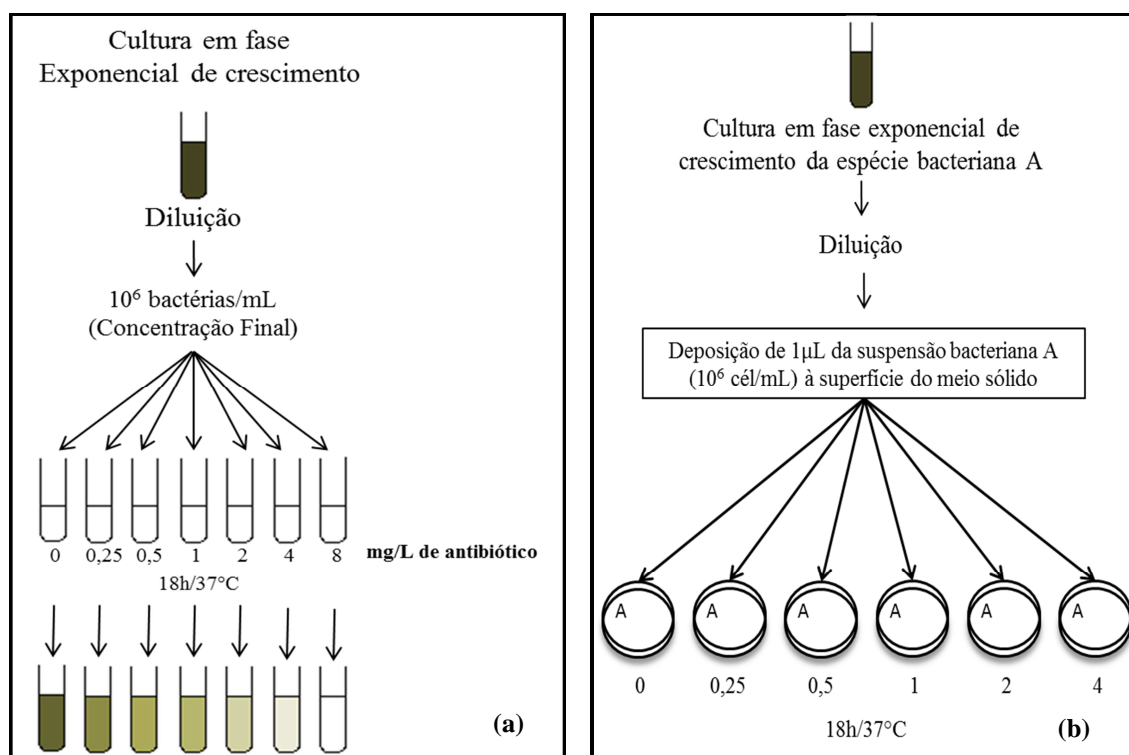 Cultura em fase
Exponencial de crescimento
Diluição
10⁶ bactérias/mL
(Concentração Final)
0 0,25 0,5 1 2 4 8 mg/L de antibiótico
18h/37°C
(a)
Cultura em fase exponencial de
crescimento da espécie bacteriana A
Diluição
Deposição de 1µL da suspensão bacteriana A
(10⁶ cél/mL) à superfície do meio sólido
A A A A A A
0 0,25 0,5 1 2 4
18h/37°C
(b)